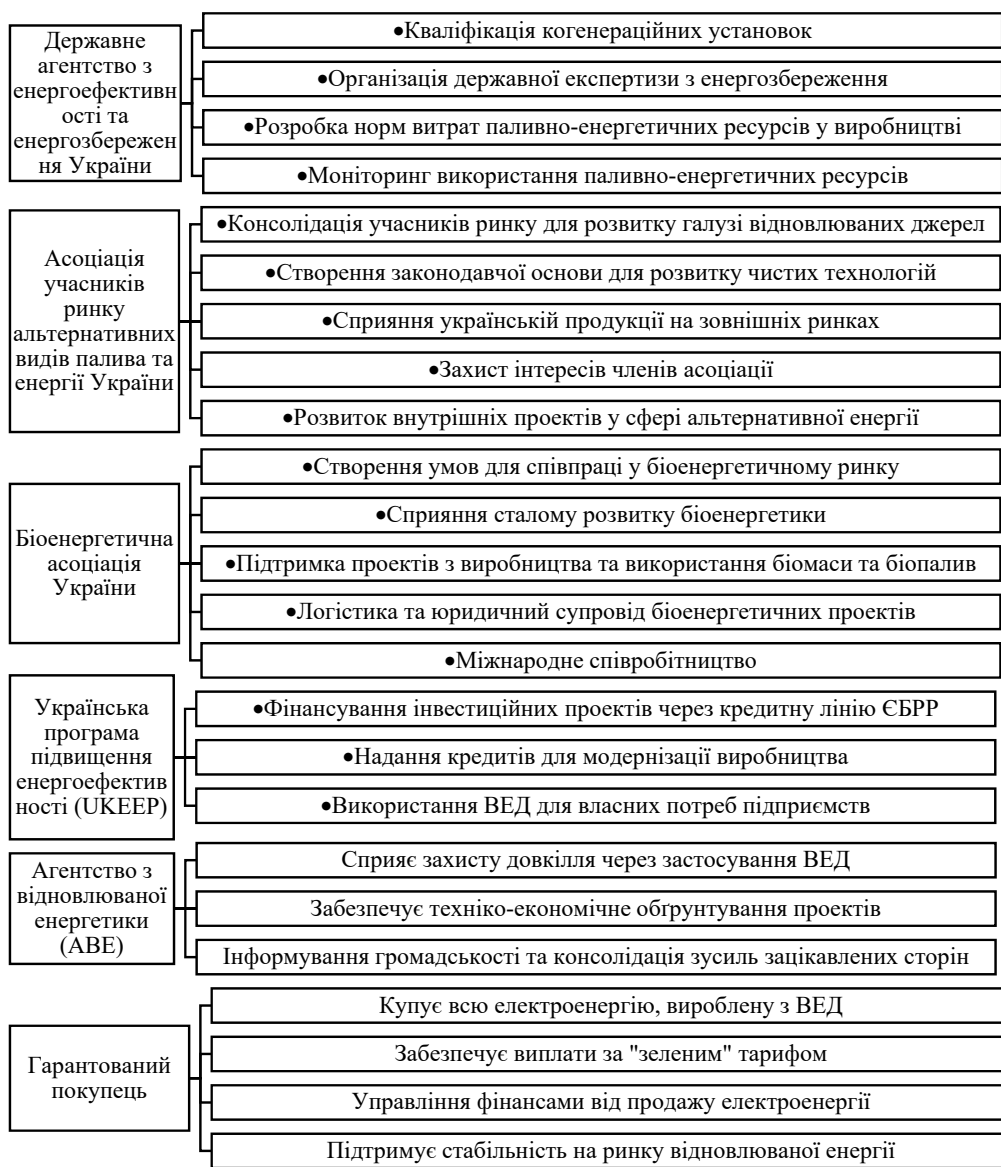 Державне
агентство з
енергоефективн
ості та
енергозбережен
ня України
•Кваліфікація когенераційних установок
•Організація державної експертизи з енергозбереження
•Розробка норм витрат паливно-енергетичних ресурсів у виробництві
•Моніторинг використання паливно-енергетичних ресурсів
Асоціація
учасників
ринку
альтернативних
видів палива та
енергії України
•Консолідація учасників ринку для розвитку галузі відновлюваних джерел
•Створення законодавчої основи для розвитку чистих технологій
•Сприяння українській продукції на зовнішніх ринках
•Захист інтересів членів асоціації
•Розвиток внутрішніх проектів у сфері альтернативної енергії
Біоенергетична
асоціація
України
•Створення умов для співпраці у біоенергетичному ринку
•Сприяння сталому розвитку біоенергетики
•Підтримка проектів з виробництва та використання біомаси та біопалив
•Логістика та юридичний супровід біоенергетичних проектів
•Міжнародне співробітництво
Українська
програма
підвищення
енергоефектив
ності (UKEEP)
•Фінансування інвестиційних проектів через кредитну лінію ЄБРР
•Надання кредитів для модернізації виробництва
•Використання ВЕД для власних потреб підприємств
Агентство з
відновлюваної
енергетики
(АВЕ)
Сприяє захисту довкілля через застосування ВЕД
Забезпечує техніко-економічне обґрунтування проектів
Інформування громадськості та консолідація зусиль зацікавлених сторін
Гарантований
покупець
Купує всю електроенергію, вироблену з ВЕД
Забезпечує виплати за "зеленим" тарифом
Управління фінансами від продажу електроенергії
Підтримує стабільність на ринку відновлюваної енергії